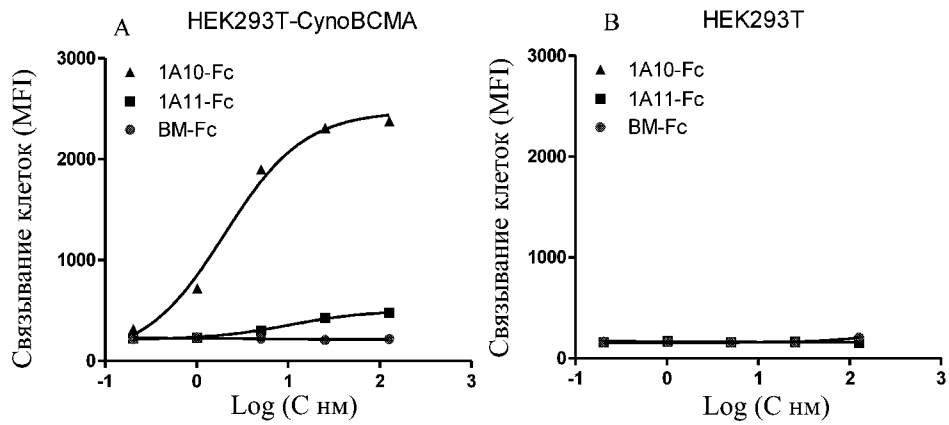 A
HEK293T-CynoBCMA
1A10-Fc
1A11-Fc
BM-Fc
Связывание клеток (MFI)
3000
2000
1000
0
-1 0 1 2 3
Log (С нм)
B
HEK293T
1A10-Fc
1A11-Fc
BM-Fc
Связывание клеток (MFI)
3000
2000
1000
0
-1 0 1 2 3
Log (С нм)